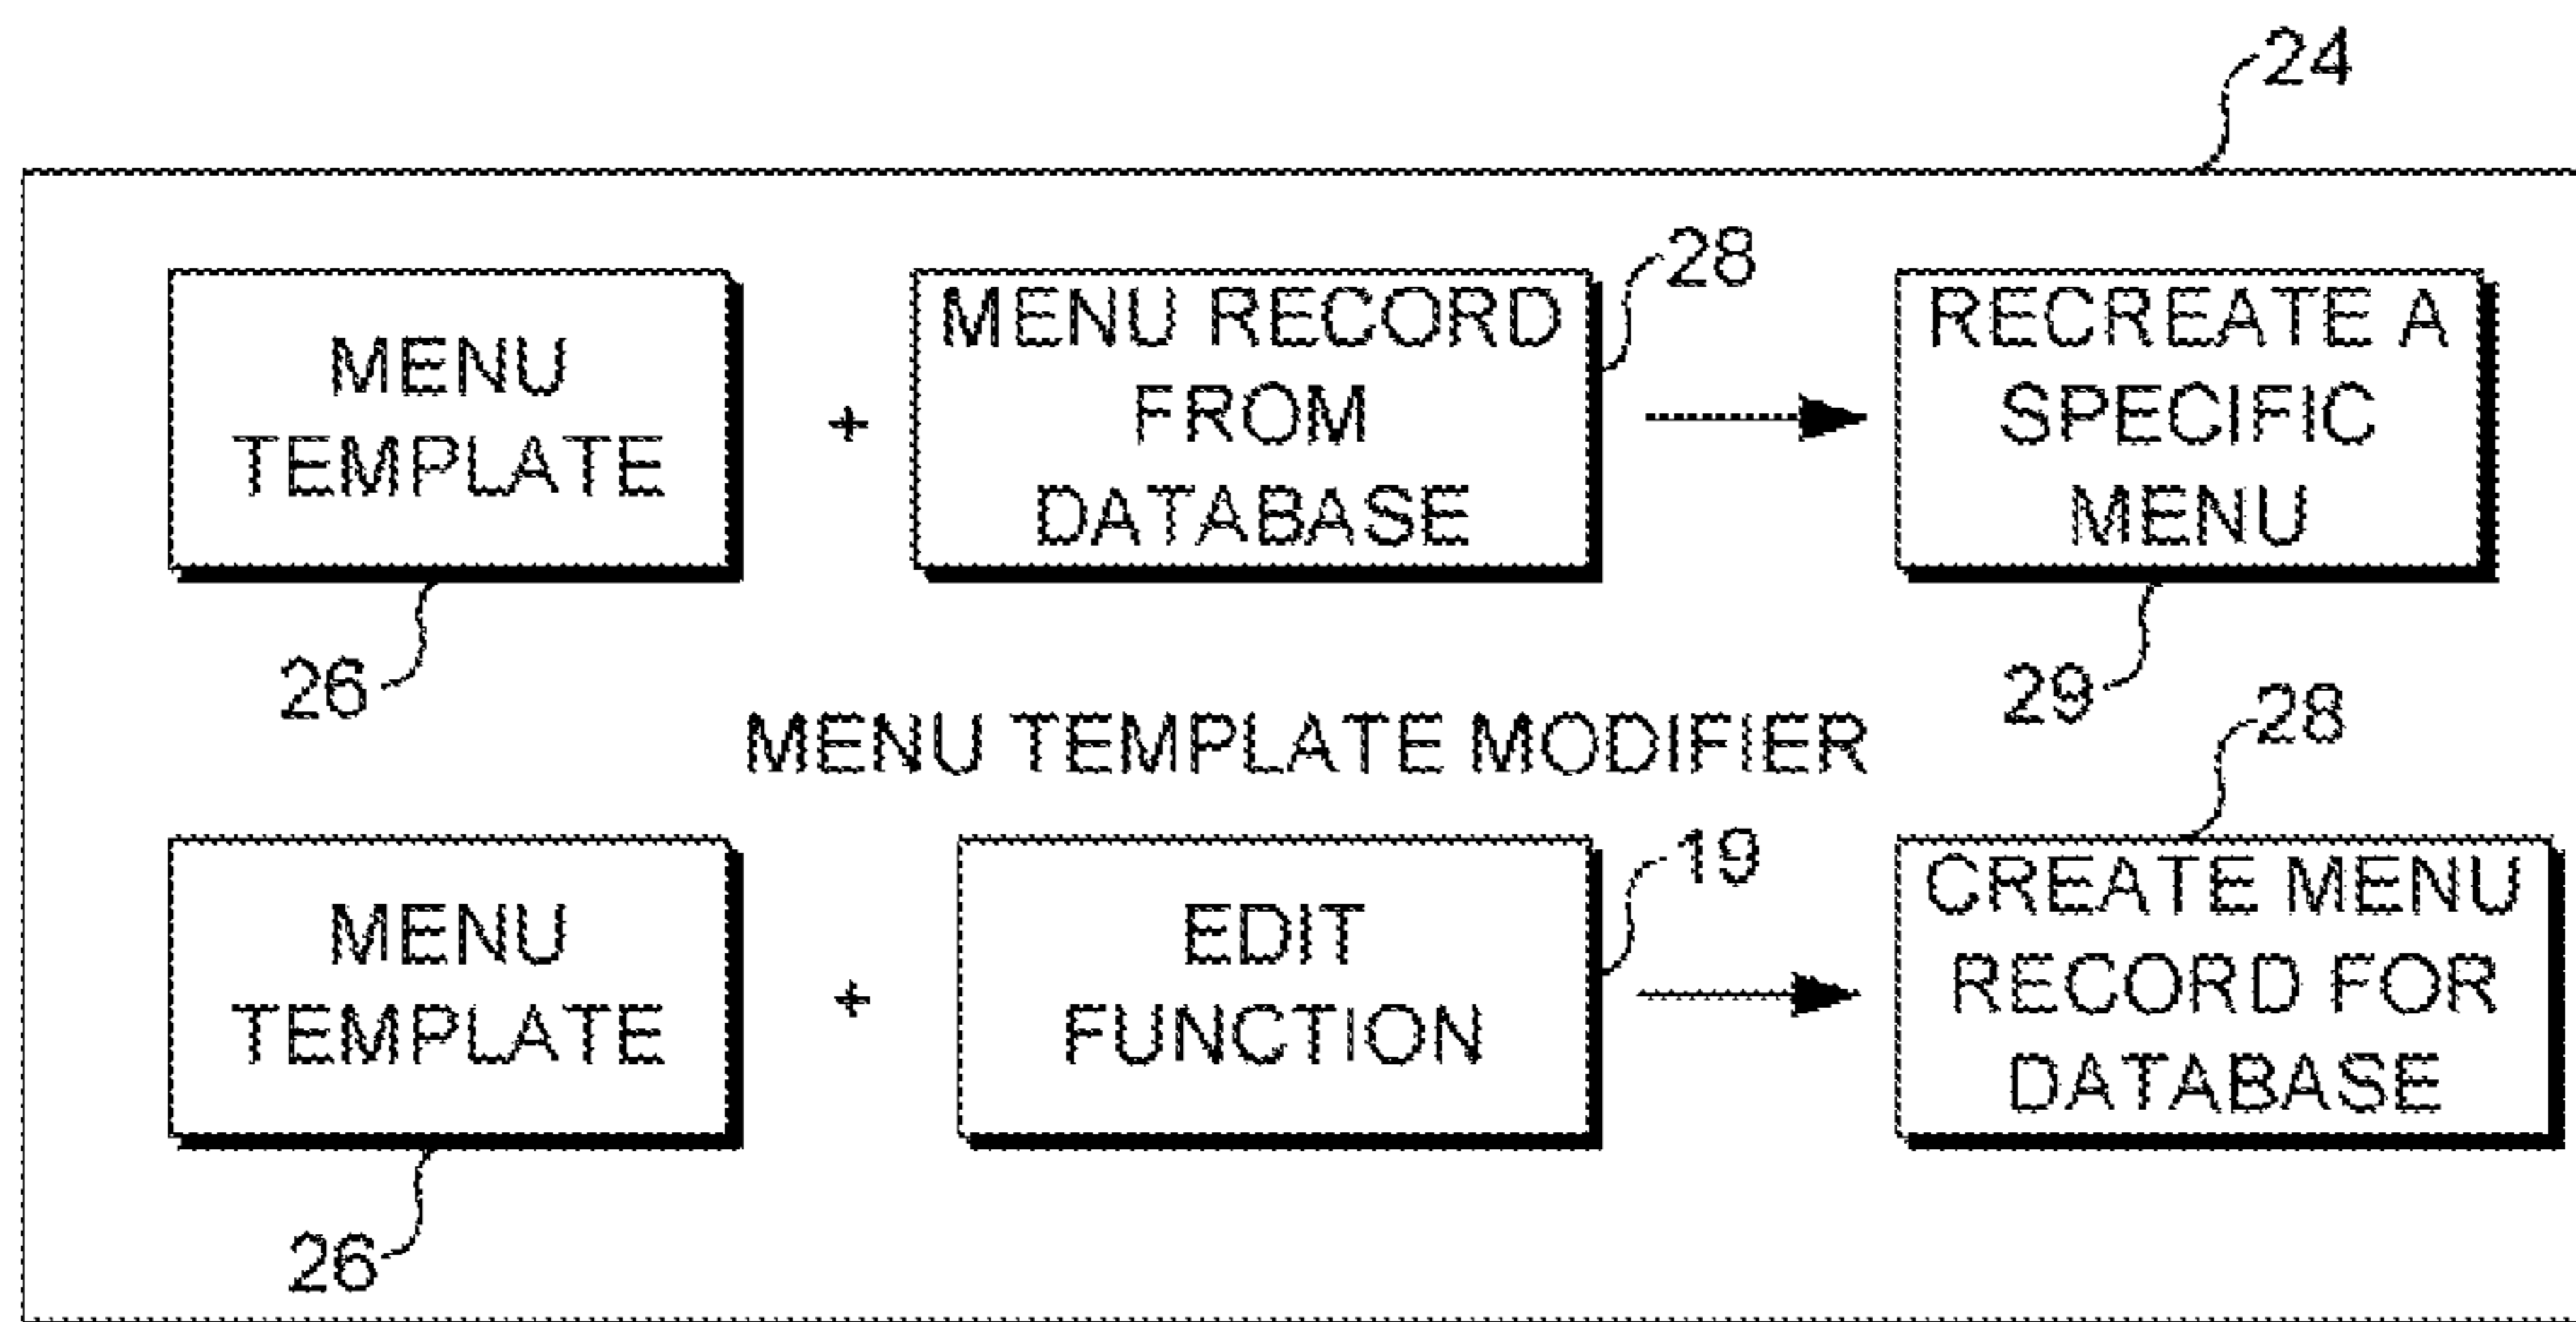 24
MENU
TEMPLATE
+
MENU RECORD
FROM
DATABASE
28
RECREATE A
SPECIFIC
MENU
26
29
MENU TEMPLATE MODIFIER
28
MENU
TEMPLATE
+
EDIT
FUNCTION
19
CREATE MENU
RECORD FOR
DATABASE
26